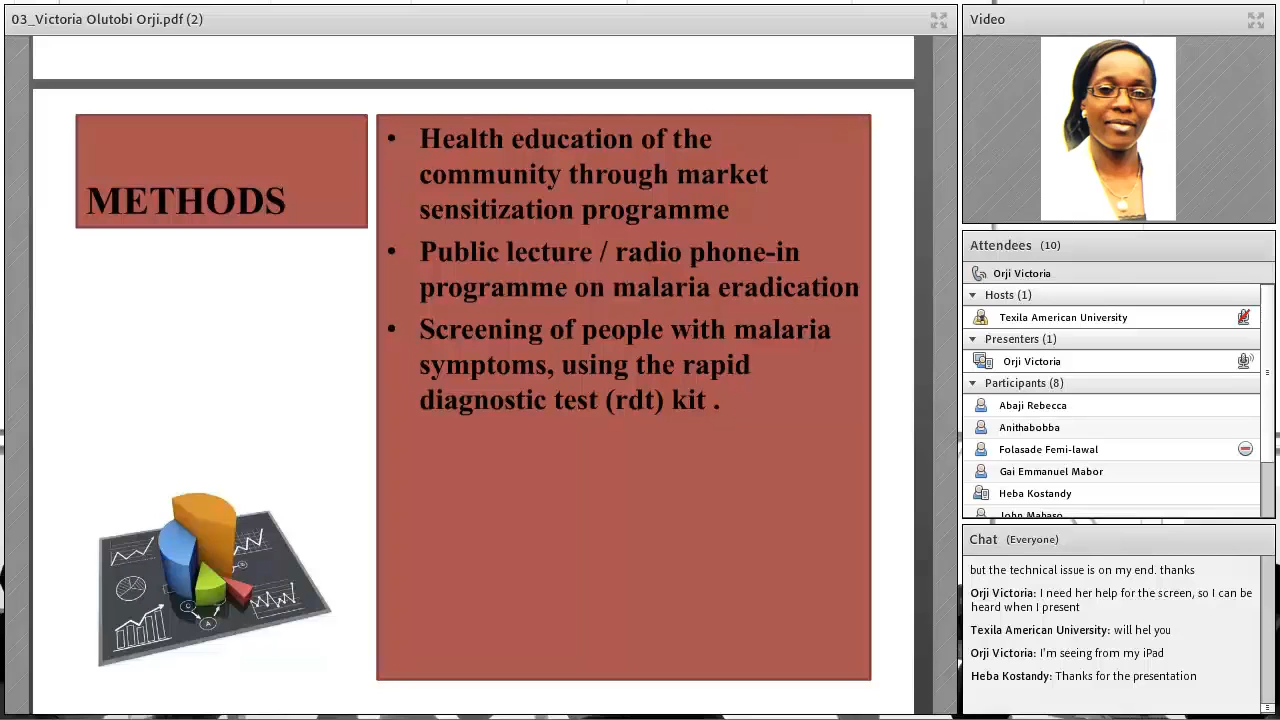 03_Victoria Olutobi Orji.pdf (2)
METHODS
• Health education of the
community through market
sensitization programme
• Public lecture / radio phone-in
programme on malaria eradication
• Screening of people with malaria
symptoms, using the rapid
diagnostic test (rdt) kit .
C
A
B
Video
Attendees (10)
Orji Victoria
Hosts (1)
Texila American University
Presenters (1)
Orji Victoria
Participants (8)
Abaji Rebecca
Anithabobba
Folasade Femi-lawal
Gai Emmanuel Mabor
Heba Kostandy
John Mabaso
Chat (Everyone)
but the technical issue is on my end. thanks
Orji Victoria: I need her help for the screen, so I can be
heard when I present
Texila American University: will hel you
Orji Victoria: I'm seeing from my iPad
Heba Kostandy: Thanks for the presentation